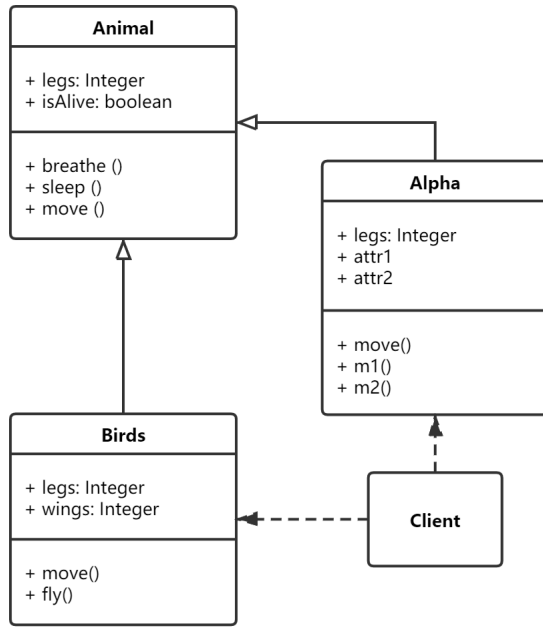 Animal
+ legs: Integer
+ isAlive: boolean
+ breathe ()
+ sleep ()
+ move ()
Alpha
+ legs: Integer
+ attr1
+ attr2
+ move()
+ m1()
+ m2()
Birds
+ legs: Integer
+ wings: Integer
+ move()
+ fly()
Client